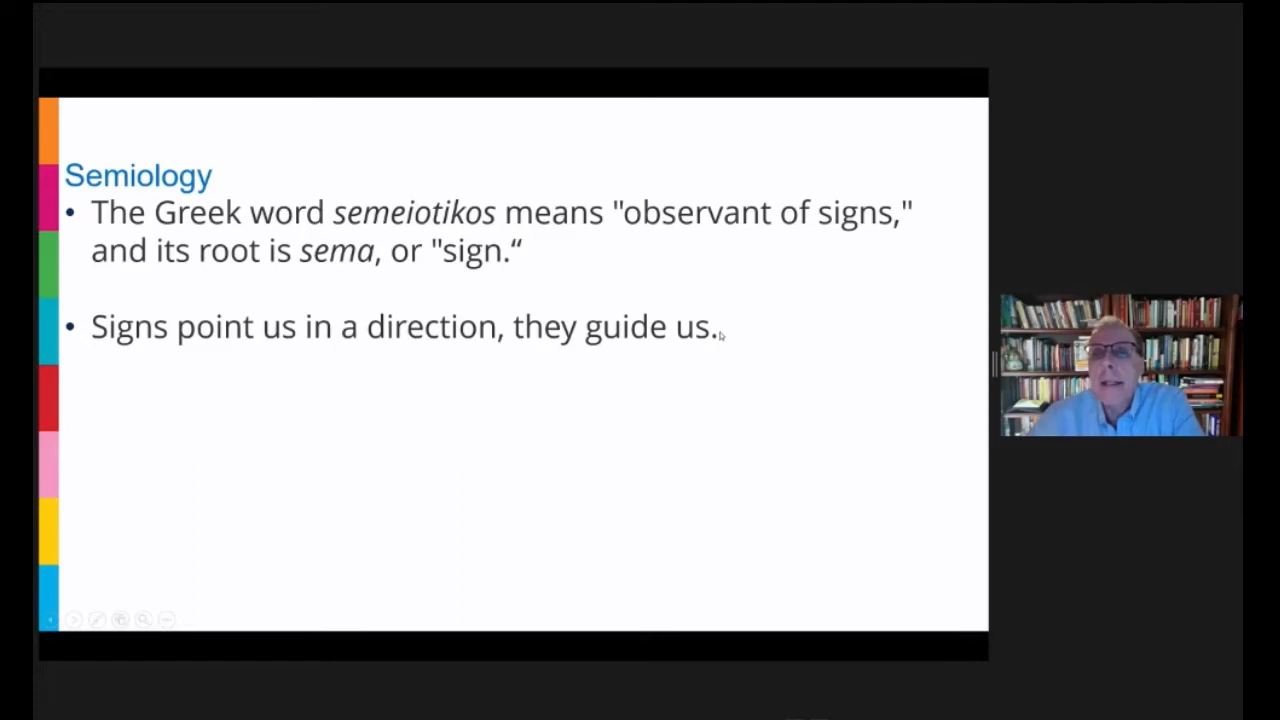 Semiology
• The Greek word semeiotikos means "observant of signs,"
and its root is sema, or "sign.“
• Signs point us in a direction, they guide us.